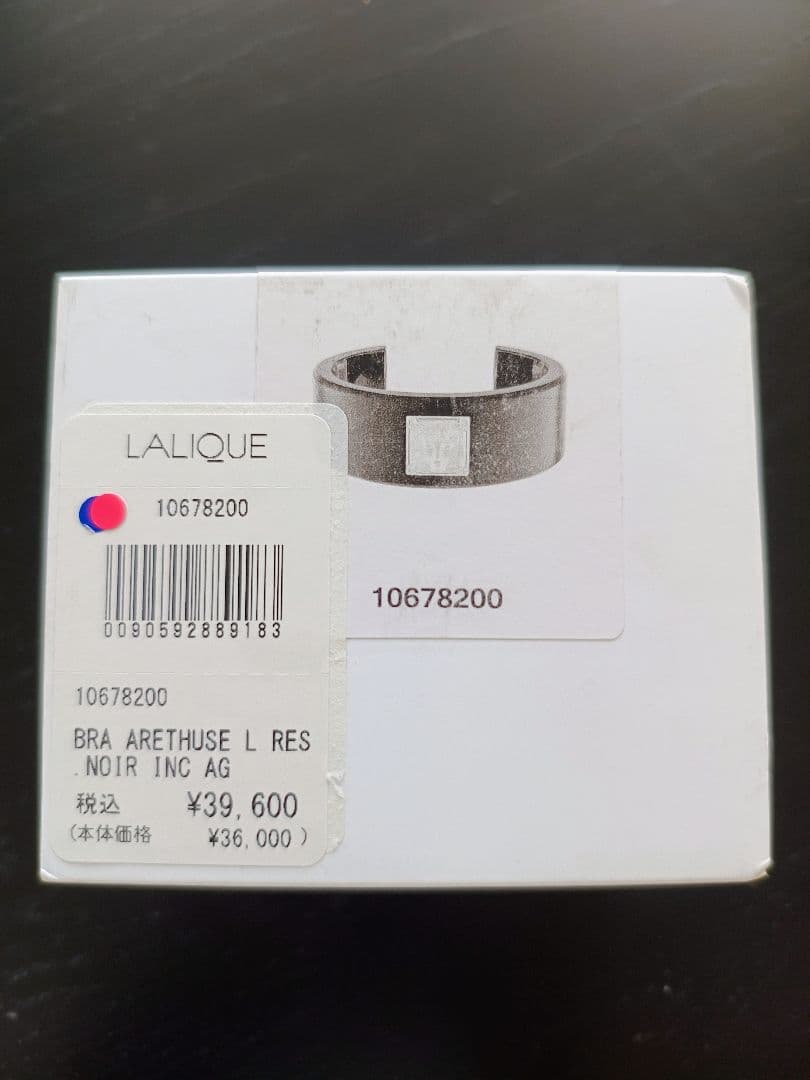 LALIQUE
10678200
0090592889183
10678200
BRA ARETHUSE L RES
.NOIR INC AG
税込 ¥39,600
(本体価格 ¥36,000)
10678200